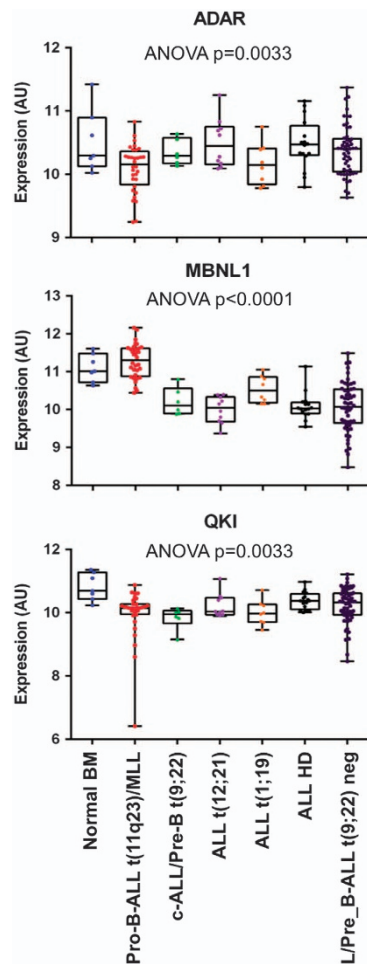 ADAR
ANOVA p=0.0033
Expression (AU)
12
11
10
9
MBNL1
ANOVA p<0.0001
Expression (AU)
13
12
11
10
9
8
QKI
ANOVA p=0.0033
Expression (AU)
12
10
8
6
Normal BM
Pro-B-ALL t(11q23)/MLL
c-ALL/Pre-B t(9;22)
ALL t(12;21)
ALL t(1;19)
ALL HD
L/Pre_B-ALL t(9;22) neg